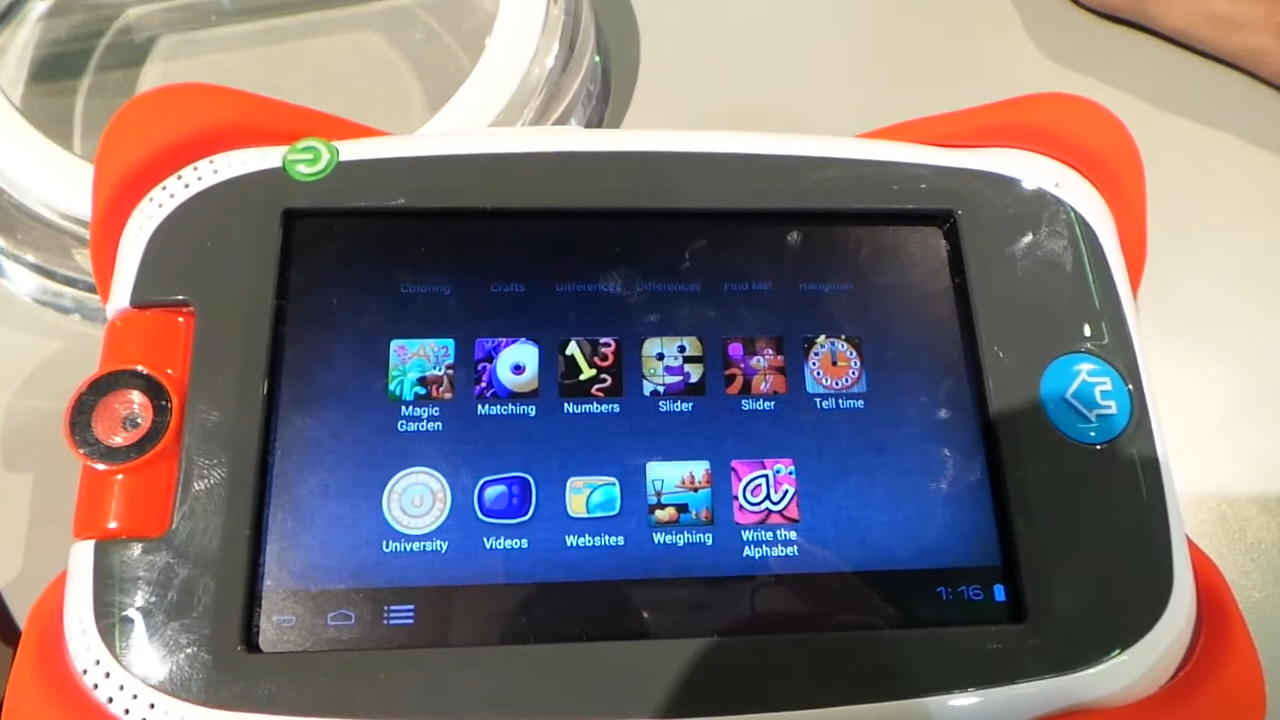 Coloring Crafts Differences Differences Find Me! Hangman
Magic Garden Matching Numbers Slider Slider Tell time
University Videos Websites Weighing Write the Alphabet
1:16